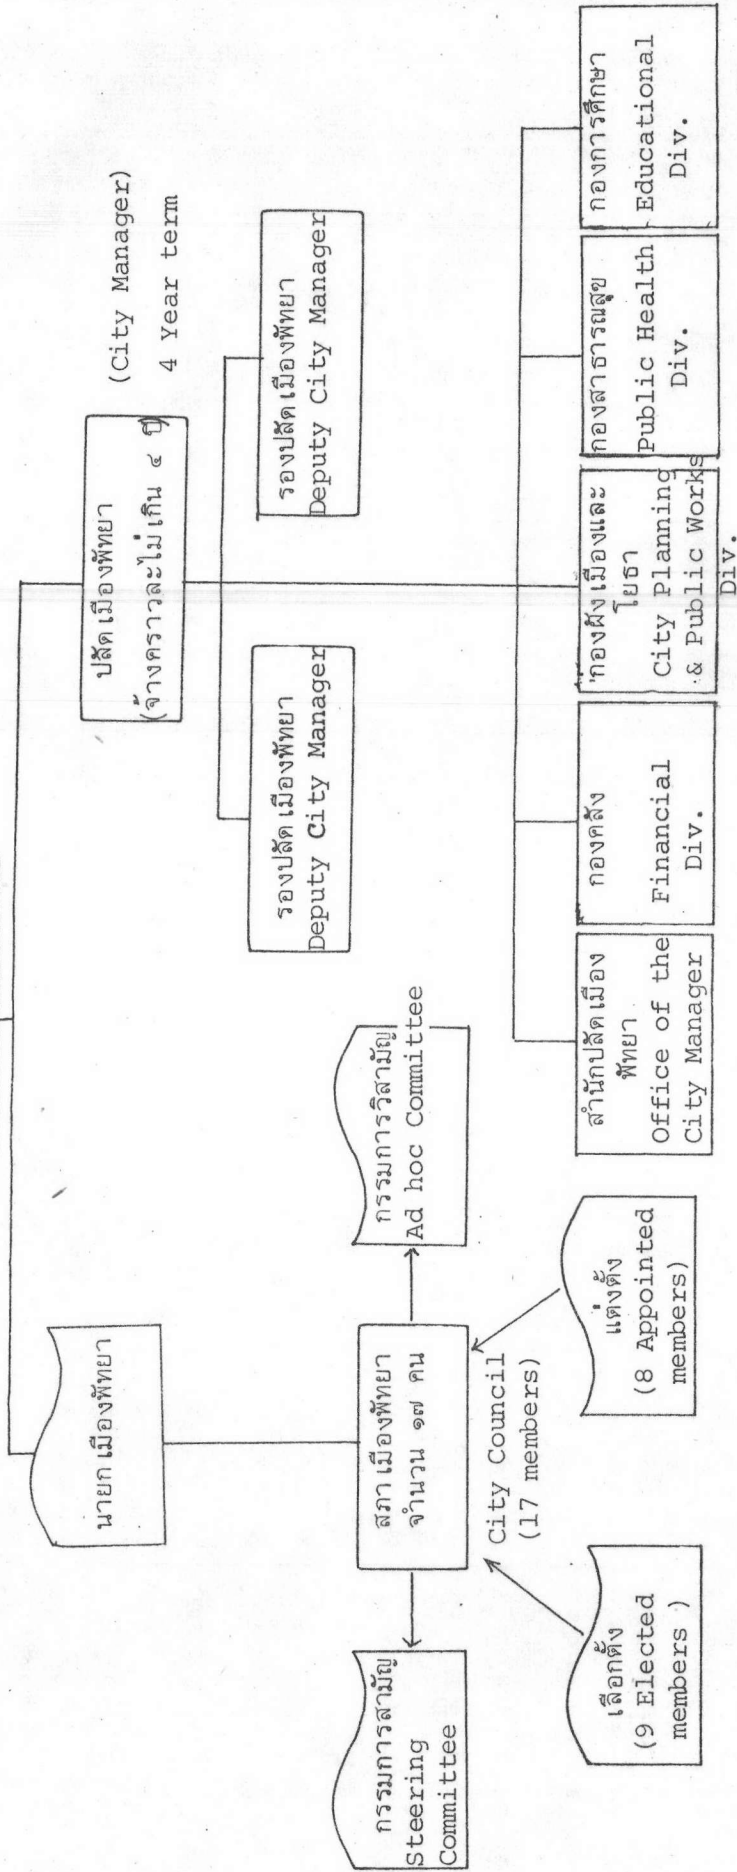 นายกเมืองพัทยา
ปลัดเมืองพัทยา
(จ้างคราวละไม่เกิน ๔ ปี)
(City Manager)
4 Year term
รองปลัดเมืองพัทยา
Deputy City Manager
รองปลัดเมืองพัทยา
Deputy City Manager
กรรมการสามัญ
Steering
Committee
สภาเมืองพัทยา
จำนวน ๑๗ คน
City Council
(17 members)
กรรมการวิสามัญ
Ad hoc Committee
เลือกตั้ง
(9 Elected
members )
แต่งตั้ง
(8 Appointed
members)
สำนักปลัดเมือง
พัทยา
Office of the
City Manager
กองคลัง
Financial
Div.
กองผังเมืองและ
โยธา
City Planning
& Public Works
Div.
กองสาธารณสุข
Public Health
Div.
กองการศึกษา
Educational
Div.